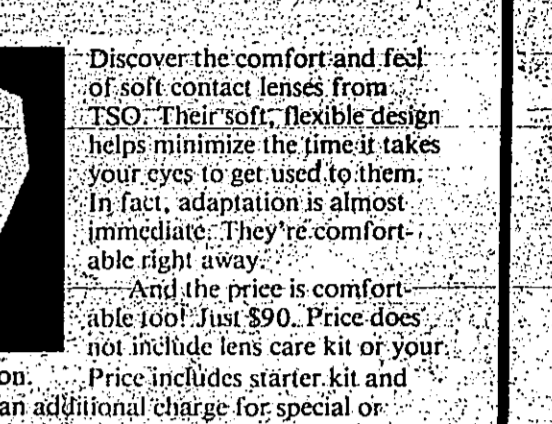 Discover the comfort and feel
of soft contact lenses from
TSO. Their soft, flexible design
helps minimize the time it takes
your eyes to get used to them.
In fact, adaptation is almost
immediate. They're comfort-
able right away.
And the price is comfort-
able too! Just $90. Price does
not include lens care kit or your
on. Price includes starter kit and
an additional charge for special or